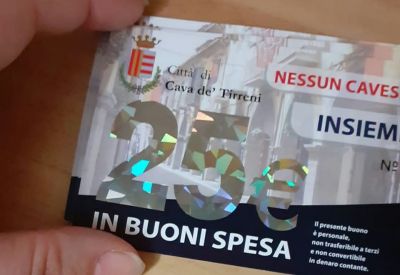 Città di
Cava de' Tirreni
NESSUN CAVES
INSIEM
N°
25€
IN BUONI SPESA
Il presente buono
è personale,
non trasferibile a terzi
e non convertibile
in denaro contante.